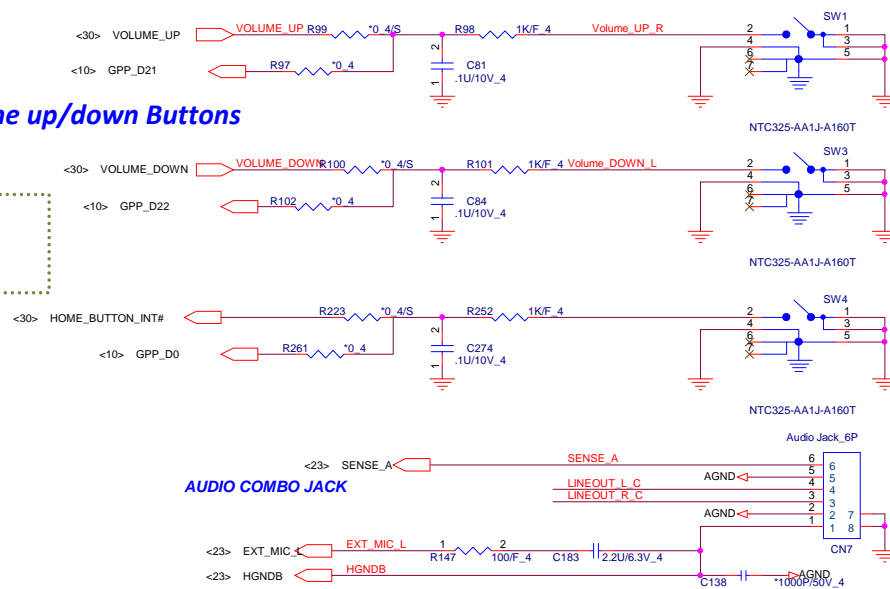 SW1
<30> VOLUME_UP VOLUME_UP R99 *0_4/S R98 1K/F_4 Volume_UP_R 2 1
4 3
6 5
7
2 C81
1 .1U/10V_4
<10> GPP_D21 R97 *0_4
NTC325-AA1J-A160T
ne up/down Buttons
SW3
<30> VOLUME_DOWN VOLUME_DOWN R100 *0_4/S R101 1K/F_4 Volume_DOWN_L 2 1
4 3
6 5
7
2 C84
1 .1U/10V_4
<10> GPP_D22 R102 *0_4
NTC325-AA1J-A160T
SW4
<30> HOME_BUTTON_INT# R223 *0_4/S R252 1K/F_4 2 1
4 3
6 5
7
2 C274
1 .1U/10V_4
<10> GPP_D0 R261 *0_4
NTC325-AA1J-A160T
Audio Jack_6P
<23> SENSE_A SENSE_A 6 6
AGND 5 5
AUDIO COMBO JACK
LINEOUT_L_C 4 4
LINEOUT_R_C 3 3
AGND 2 2 7
1 1 8
CN7
<23> EXT_MIC_L EXT_MIC_L 1 2 R147 100/F_4 C183 2.2U/6.3V_4
<23> HGNDB HGNDB C138 *1000P/50V_4 AGND